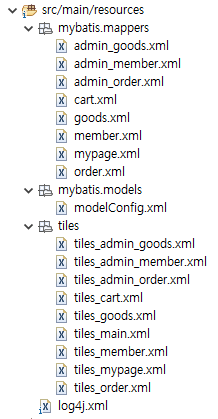 src/main/resources
mybatis.mappers
admin_goods.xml
admin_member.xml
admin_order.xml
cart.xml
goods.xml
member.xml
mypage.xml
order.xml
mybatis.models
modelConfig.xml
tiles
tiles_admin_goods.xml
tiles_admin_member.xml
tiles_admin_order.xml
tiles_cart.xml
tiles_goods.xml
tiles_main.xml
tiles_member.xml
tiles_mypage.xml
tiles_order.xml
log4j.xml